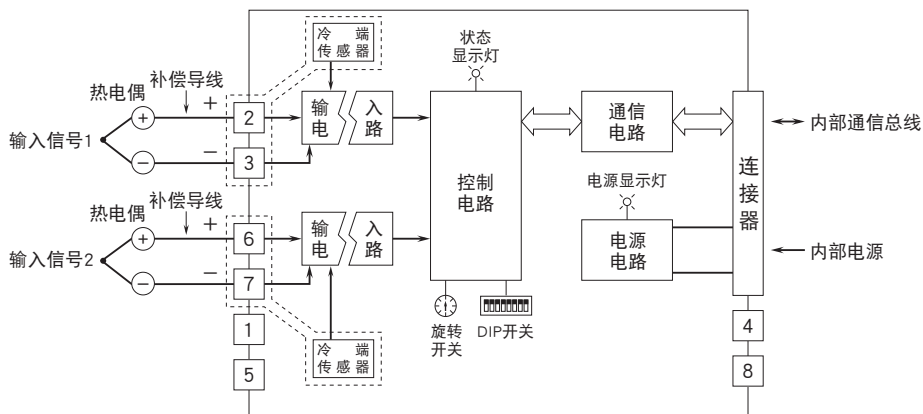 冷 端
传 感 器
状态
显示灯
热电偶
补偿导线
+
2
输 入
电 路
通信
电路
内部通信总线
输入信号1
+
−
−
3
控制
电路
连
接
器
电源显示灯
热电偶
补偿导线
+
6
输 入
电 路
电源
电路
内部电源
输入信号2
+
−
−
7
1
旋转
开关
DIP开关
4
冷 端
传 感 器
5
8